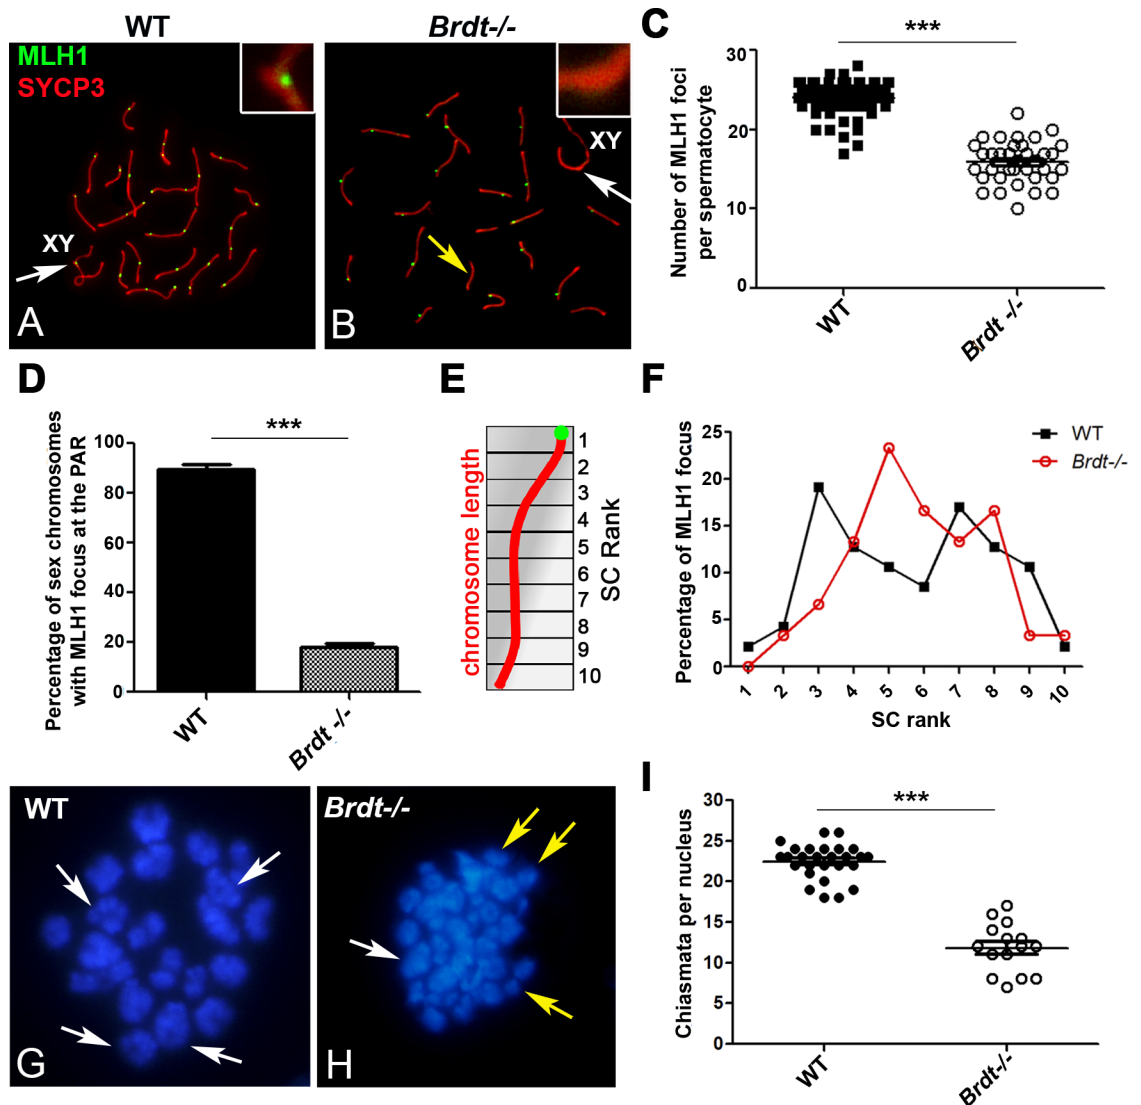 WT
Brdt-/-
MLH1
SYCP3
XY
A
XY
B
C
***
Number of MLH1 foci
per spermatocyte
30
20
10
0
WT
Brdt -/-
D
***
Percentage of sex chromosomes
with MLH1 focus at the PAR
100
80
60
40
20
0
WT
Brdt -/-
E
chromosome length
1
2
3
4
5
6
7
8
9
10
SC Rank
F
WT
Brdt-/-
Percentage of MLH1 focus
25
20
15
10
5
0
1 2 3 4 5 6 7 8 9 10
SC rank
WT
G
Brdt-/-
H
I
***
Chiasmata per nucleus
30
25
20
15
10
5
0
WT
Brdt-/-